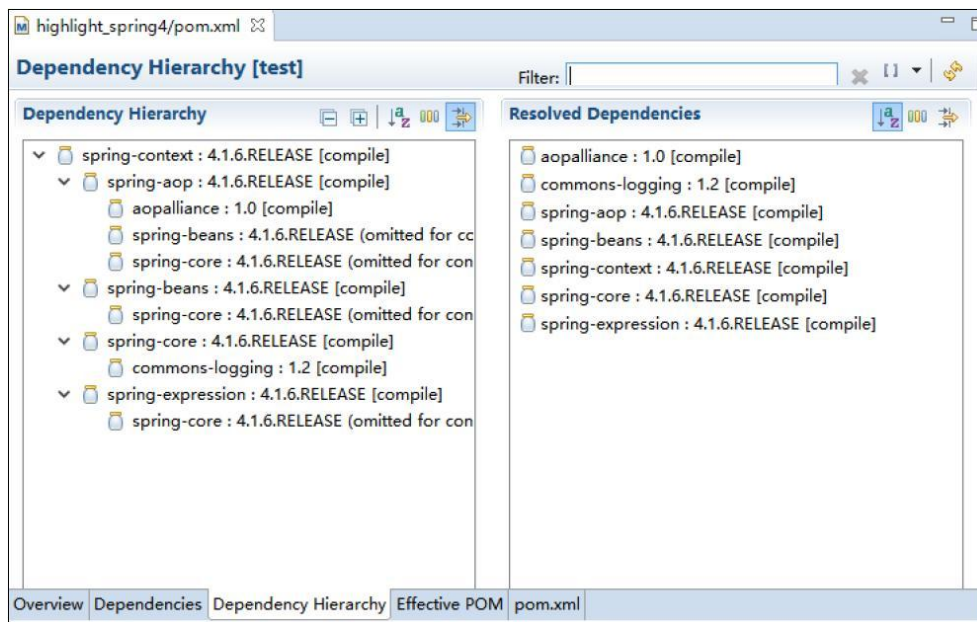 highlight_spring4/pom.xml
Dependency Hierarchy [test]
Filter:
Dependency Hierarchy
spring-context : 4.1.6.RELEASE [compile]
spring-aop : 4.1.6.RELEASE [compile]
aopalliance : 1.0 [compile]
spring-beans : 4.1.6.RELEASE (omitted for cc
spring-core : 4.1.6.RELEASE (omitted for con
spring-beans : 4.1.6.RELEASE [compile]
spring-core : 4.1.6.RELEASE (omitted for con
spring-core : 4.1.6.RELEASE [compile]
commons-logging : 1.2 [compile]
spring-expression : 4.1.6.RELEASE [compile]
spring-core : 4.1.6.RELEASE (omitted for con
Resolved Dependencies
aopalliance : 1.0 [compile]
commons-logging : 1.2 [compile]
spring-aop : 4.1.6.RELEASE [compile]
spring-beans : 4.1.6.RELEASE [compile]
spring-context : 4.1.6.RELEASE [compile]
spring-core : 4.1.6.RELEASE [compile]
spring-expression : 4.1.6.RELEASE [compile]
Overview Dependencies Dependency Hierarchy Effective POM pom.xml